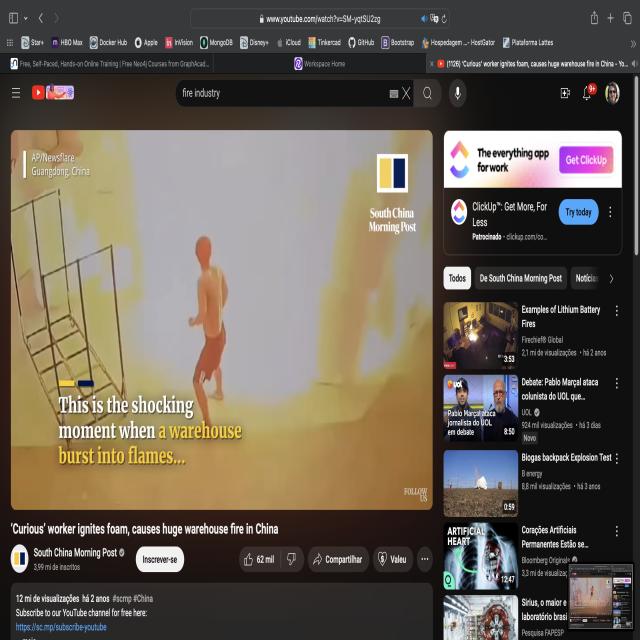 www.youtube.com/watch?v=SM-yqtSU2zg
Star+
HBO Max
Docker Hub
Apple
InVision
MongoDB
Disney+
iCloud
Tinkercad
GitHub
Bootstrap
Hospedagem ...- HostGator
Plataforma Lattes
Free, Self-Paced, Hands-on Online Training | Free Neo4j Courses from GraphAcad...
Workspace Home
(1126) 'Curious' worker ignites foam, causes huge warehouse fire in China - Yo...
fire industry
9+
AP/Newsflare
Guangdong, China
South China
Morning Post
This is the shocking
moment when a warehouse
burst into flames...
FOLLOW
US
'Curious' worker ignites foam, causes huge warehouse fire in China
South China Morning Post
3,99 mi de inscritos
Inscrever-se
62 mil
Compartilhar
Valeu
12 mi de visualizações há 2 anos #scmp #China
Subscribe to our YouTube channel for free here:
https://sc.mp/subscribe-youtube
The everything app
for work
Get ClickUp
ClickUp™: Get More, For
Less
Patrocinado · clickup.com/co...
Try today
Todos
De South China Morning Post
Notícias
Examples of Lithium Battery
Fires
Firechief® Global
2,1 mi de visualizações • há 2 anos
3:53
Debate: Pablo Marçal ataca
colunista do UOL que...
UOL
924 mil visualizações • há 3 dias
Novo
uol
Pablo Marçal ataca
jornalista do UOL
em debate
8:50
Biogas backpack Explosion Test
B energy
8,8 mil visualizações • há 3 anos
0:59
ARTIFICIAL
HEART
12:47
Corações Artificiais
Permanentes Estão se...
Bloomberg Originals
3,3 mi de visualiz
Sirius, o maior e
laboratório brasi
Pesquisa FAPESP